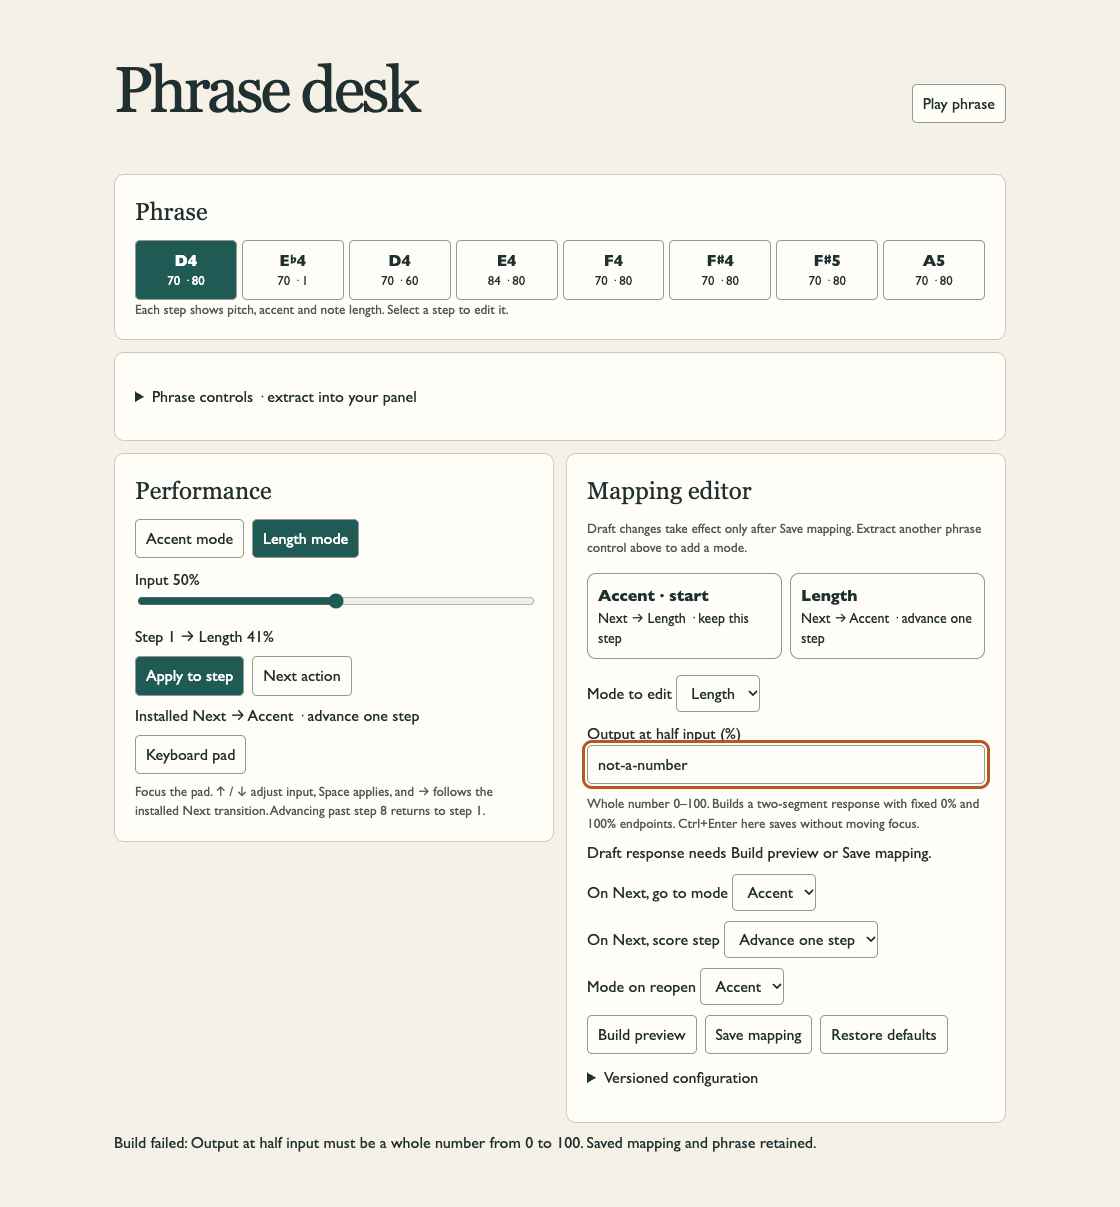 Phrase desk
Play phrase
Phrase
D4
70 · 80
E♭4
70 · 1
D4
70 · 60
E4
84 · 80
F4
70 · 80
F#4
70 · 80
F#5
70 · 80
A5
70 · 80
Each step shows pitch, accent and note length. Select a step to edit it.
▶ Phrase controls · extract into your panel
Performance
Accent mode
Length mode
Input 50%
Step 1 → Length 41%
Apply to step
Next action
Installed Next → Accent · advance one step
Keyboard pad
Focus the pad. ↑ / ↓ adjust input, Space applies, and → follows the
installed Next transition. Advancing past step 8 returns to step 1.
Mapping editor
Draft changes take effect only after Save mapping. Extract another phrase
control above to add a mode.
Accent · start
Next → Length · keep this
step
Length
Next → Accent · advance one
step
Mode to edit Length
Output at half input (%)
not-a-number
Whole number 0–100. Builds a two-segment response with fixed 0% and
100% endpoints. Ctrl+Enter here saves without moving focus.
Draft response needs Build preview or Save mapping.
On Next, go to mode Accent
On Next, score step Advance one step
Mode on reopen Accent
Build preview
Save mapping
Restore defaults
▶ Versioned configuration
Build failed: Output at half input must be a whole number from 0 to 100. Saved mapping and phrase retained.